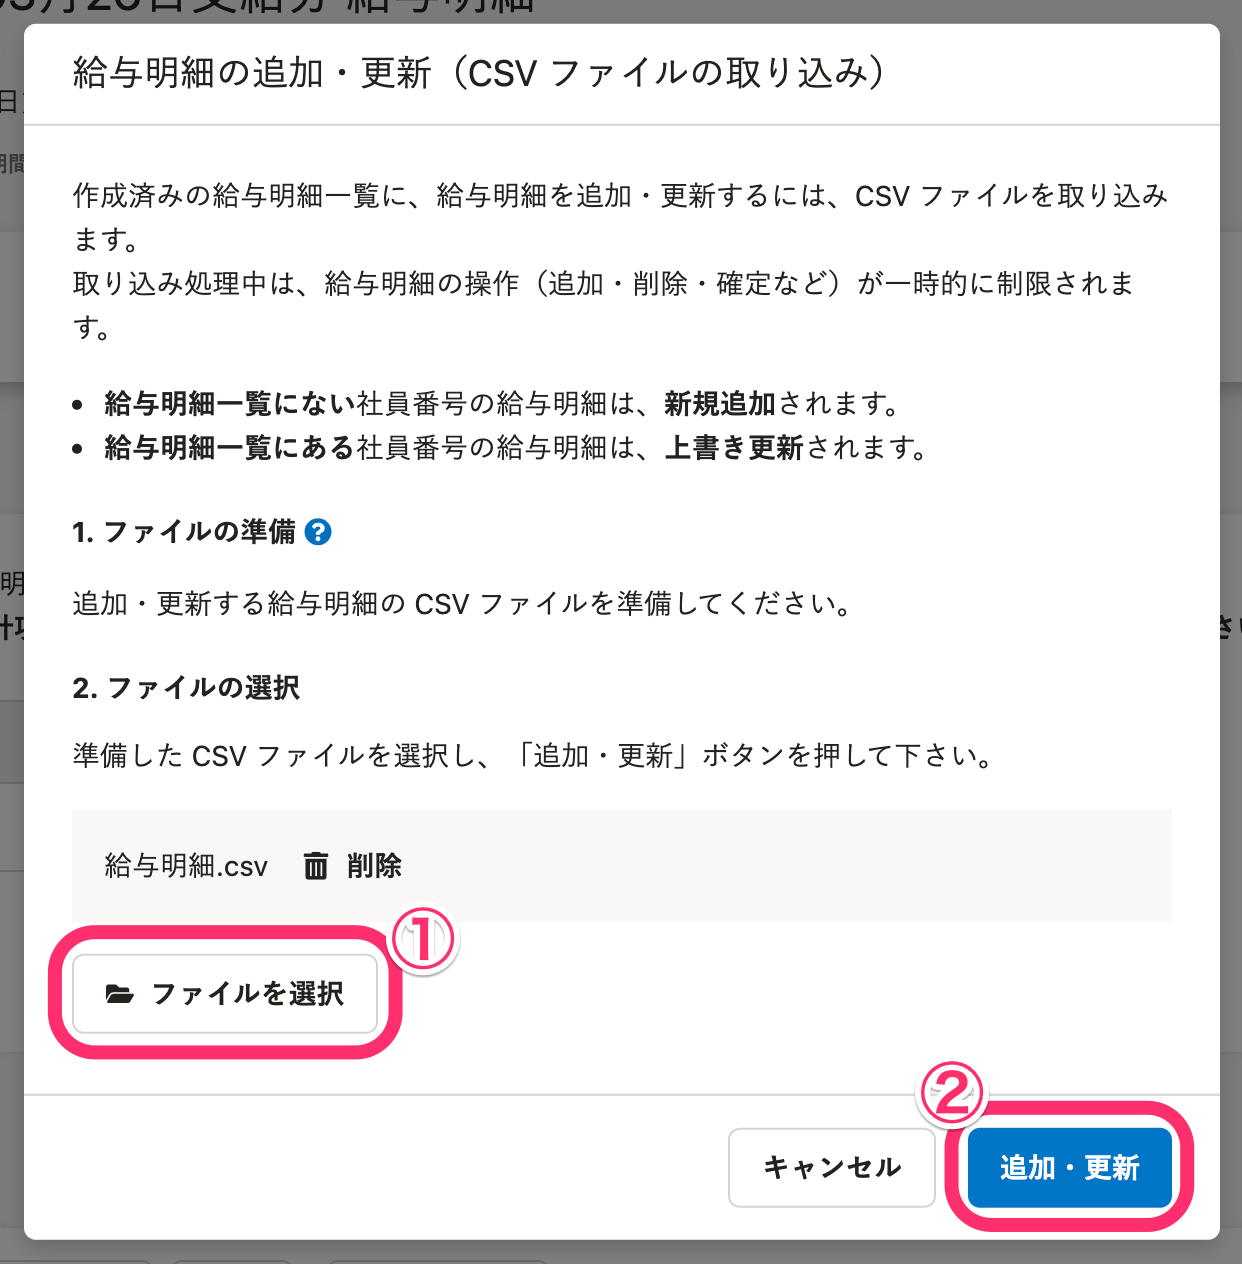 給与明細の追加・更新（CSV ファイルの取り込み）
作成済みの給与明細一覧に、給与明細を追加・更新するには、CSV ファイルを取り込み
ます。
取り込み処理中は、給与明細の操作（追加・削除・確定など）が一時的に制限されま
す。
• 給与明細一覧にない社員番号の給与明細は、新規追加されます。
• 給与明細一覧にある社員番号の給与明細は、上書き更新されます。
1. ファイルの準備 ?
追加・更新する給与明細の CSV ファイルを準備してください。
2. ファイルの選択
準備した CSV ファイルを選択し、「追加・更新」ボタンを押して下さい。
給与明細.csv 削除
①
ファイルを選択
②
キャンセル 追加・更新